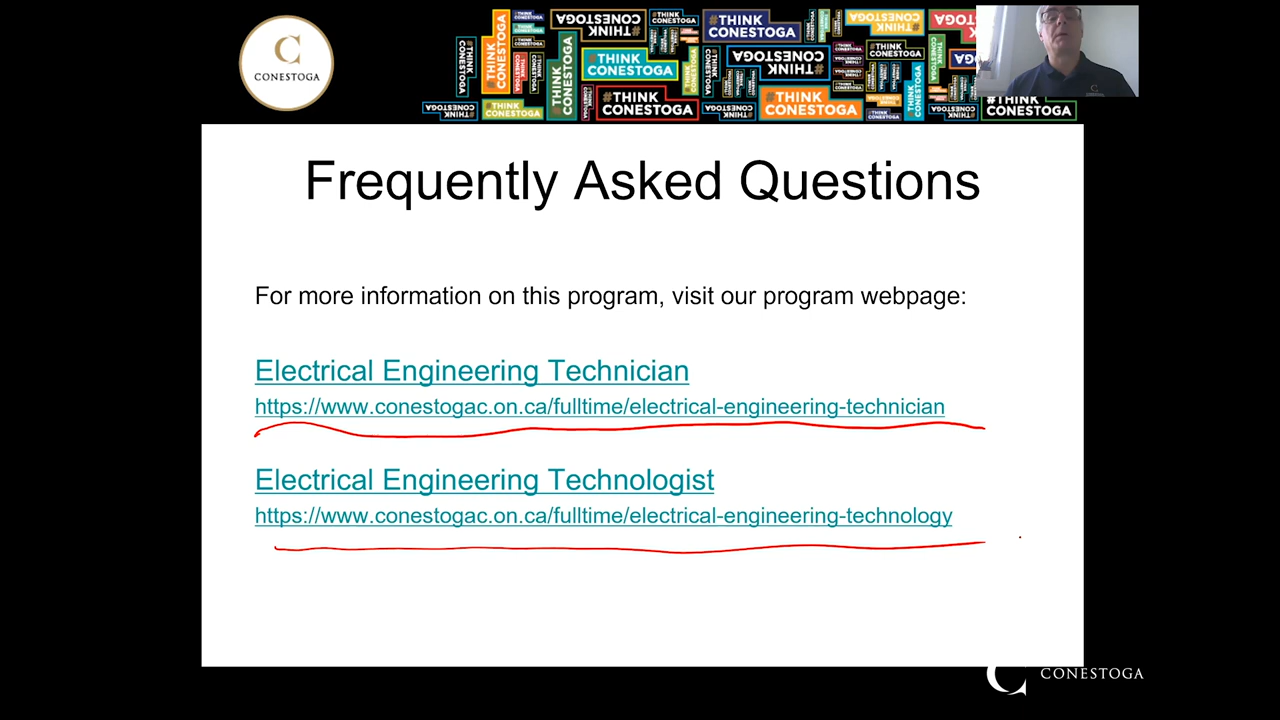 CONESTOGA
#THINK CONESTOGA
Frequently Asked Questions
For more information on this program, visit our program webpage:
Electrical Engineering Technician
https://www.conestogac.on.ca/fulltime/electrical-engineering-technician
Electrical Engineering Technologist
https://www.conestogac.on.ca/fulltime/electrical-engineering-technology
CONESTOGA